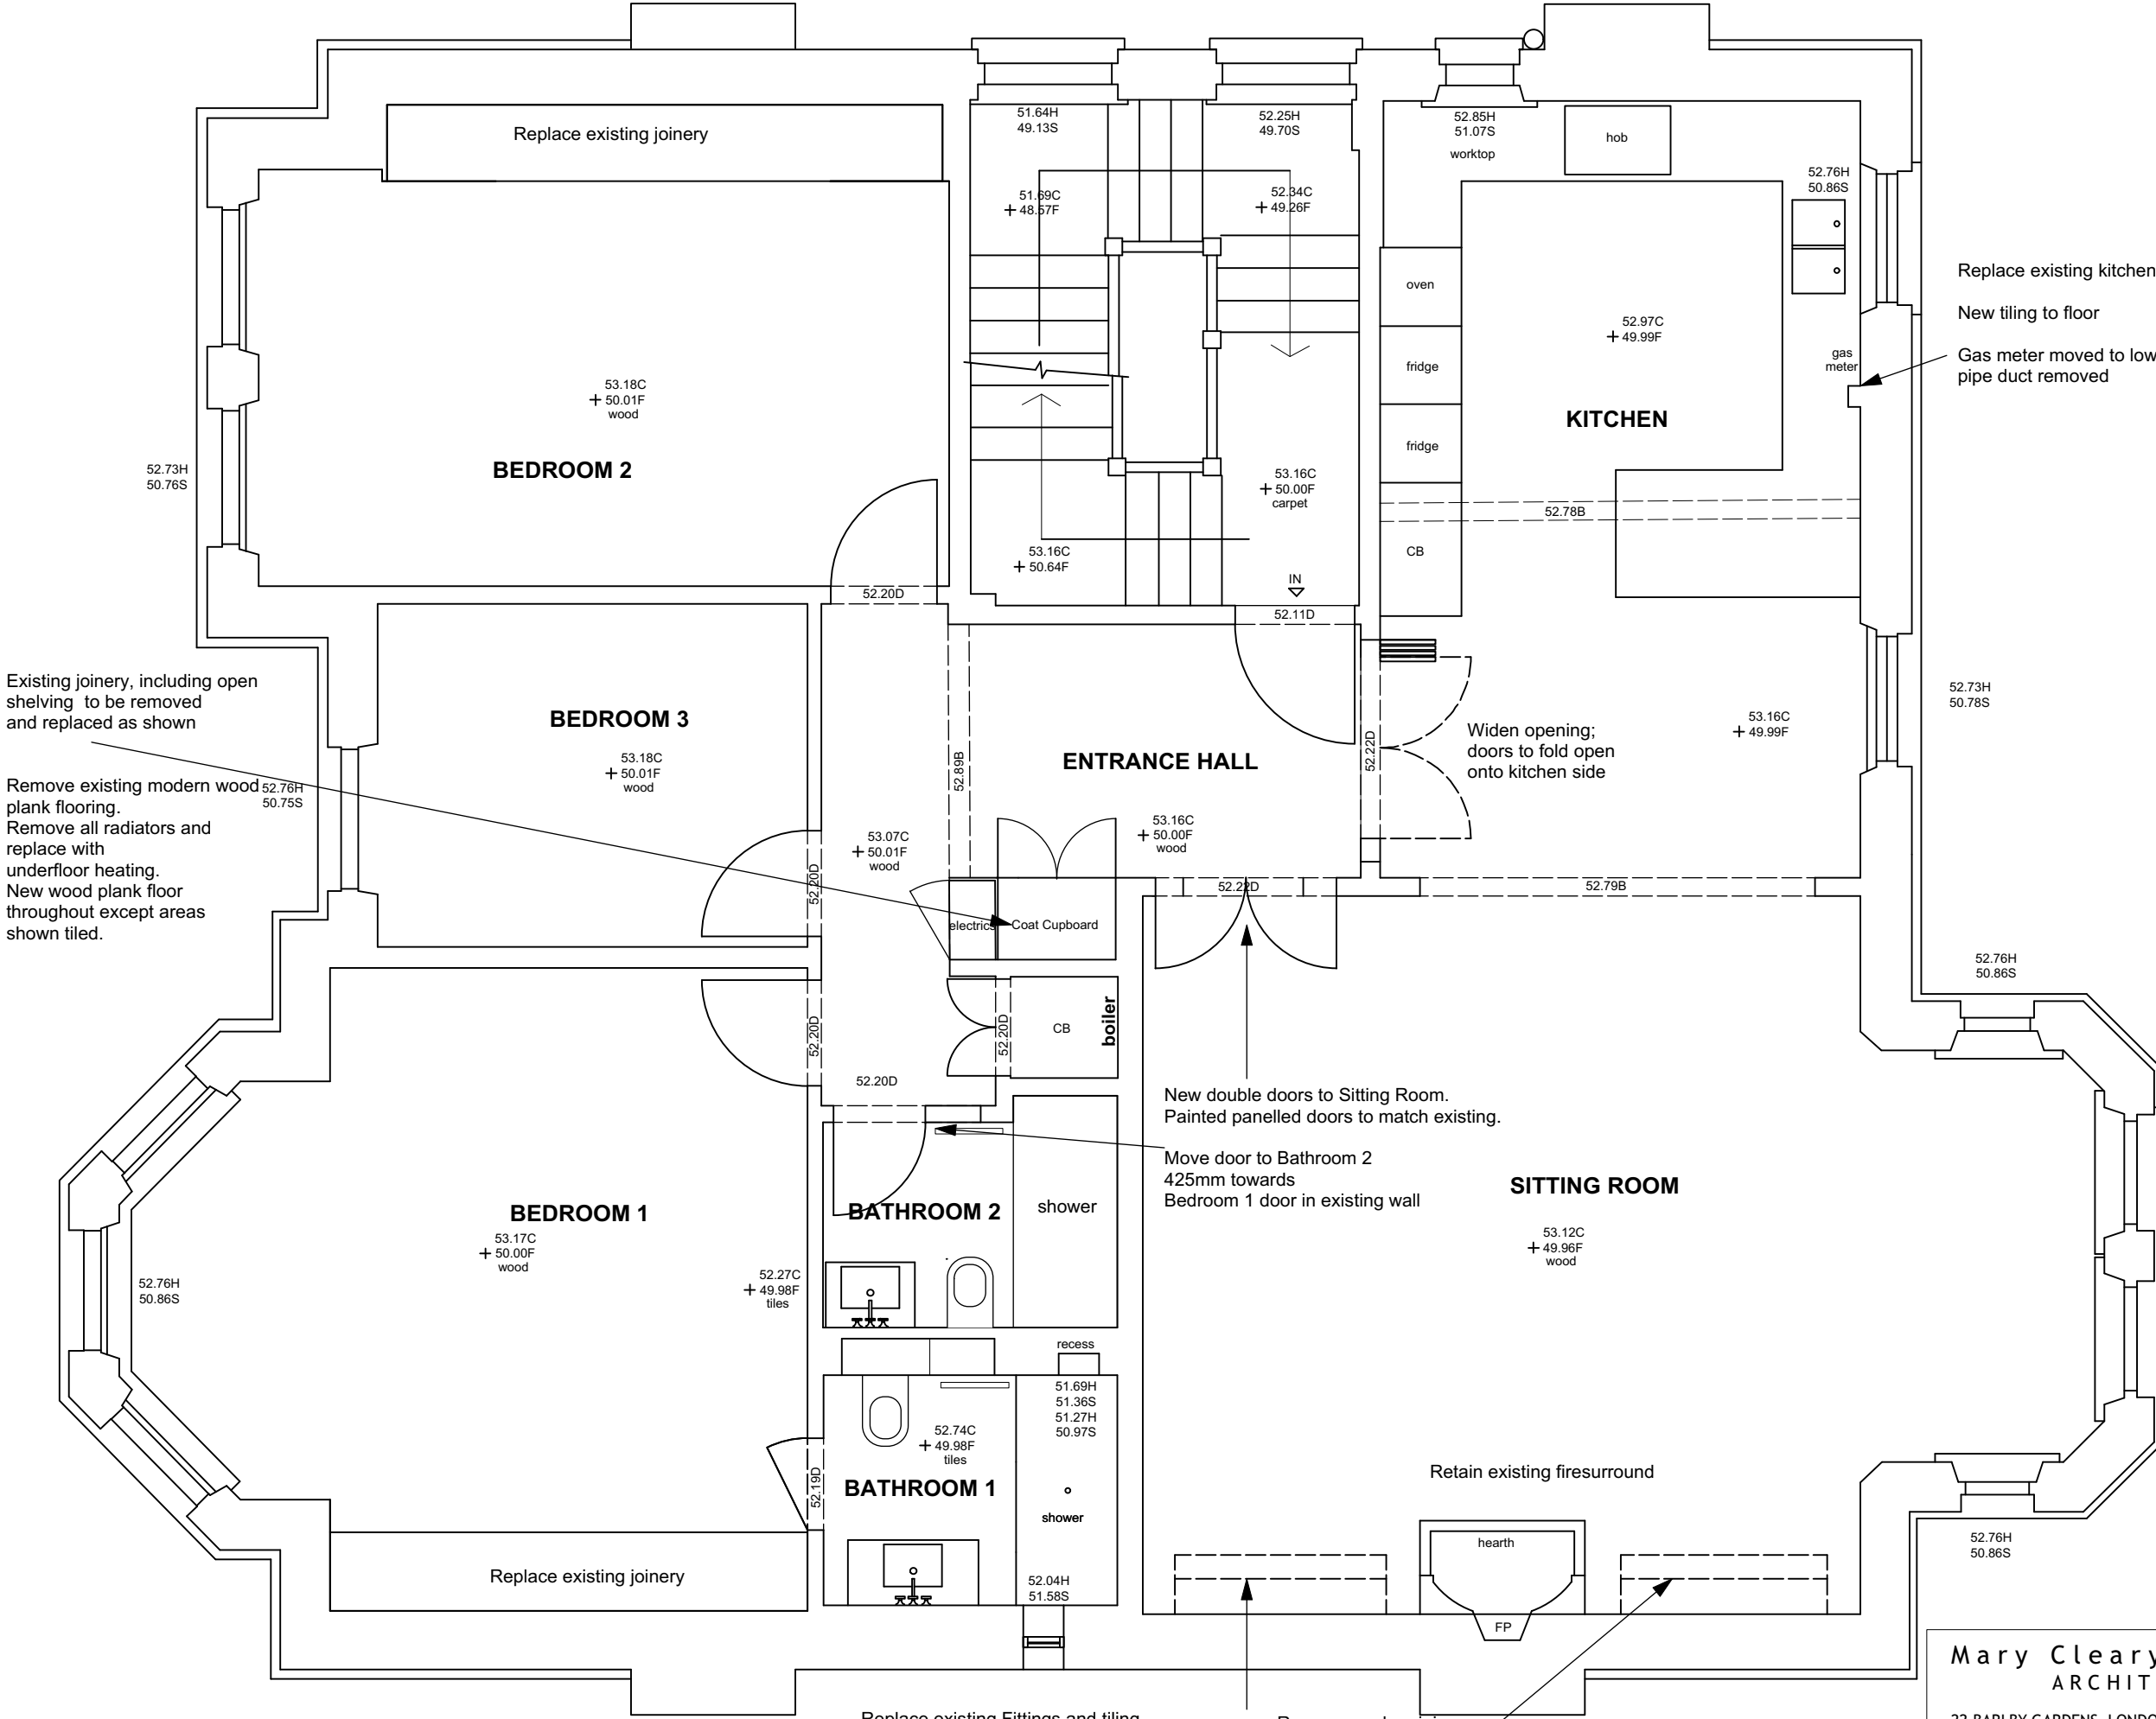 Replace existing joinery
51.64H
49.13S
52.25H
49.70S
52.85H
51.07S
worktop
hob
52.76H
50.86S
51.69C
48.57F
52.34C
49.26F
oven
fridge
fridge
CB
52.97C
49.99F
gas
meter
KITCHEN
Replace existing kitchen
New tiling to floor
Gas meter moved to low
pipe duct removed
53.18C
50.01F
wood
BEDROOM 2
52.73H
50.76S
53.16C
50.00F
carpet
52.78B
53.16C
50.64F
IN
52.20D
52.11D
Existing joinery, including open
shelving to be removed
and replaced as shown
Remove existing modern wood
plank flooring.
Remove all radiators and
replace with
underfloor heating.
New wood plank floor
throughout except areas
shown tiled.
52.76H
50.75S
BEDROOM 3
53.18C
50.01F
wood
52.89B
ENTRANCE HALL
52.22D
Widen opening;
doors to fold open
onto kitchen side
53.16C
49.99F
52.73H
50.78S
53.07C
50.01F
wood
53.16C
50.00F
wood
52.20D
52.22D
52.79B
electrics
Coat Cupboard
52.76H
50.86S
52.20D
52.20D
CB
boiler
52.20D
New double doors to Sitting Room.
Painted panelled doors to match existing.
Move door to Bathroom 2
425mm towards
Bedroom 1 door in existing wall
SITTING ROOM
53.12C
49.96F
wood
BEDROOM 1
53.17C
50.00F
wood
52.76H
50.86S
BATHROOM 2
shower
52.27C
49.98F
tiles
recess
51.69H
51.36S
51.27H
50.97S
52.74C
49.98F
tiles
BATHROOM 1
52.19D
shower
52.04H
51.58S
Replace existing joinery
Retain existing firesurround
hearth
FP
52.76H
50.86S
Mary Cleary
ARCHIT
Replace existing Fittings and tiling